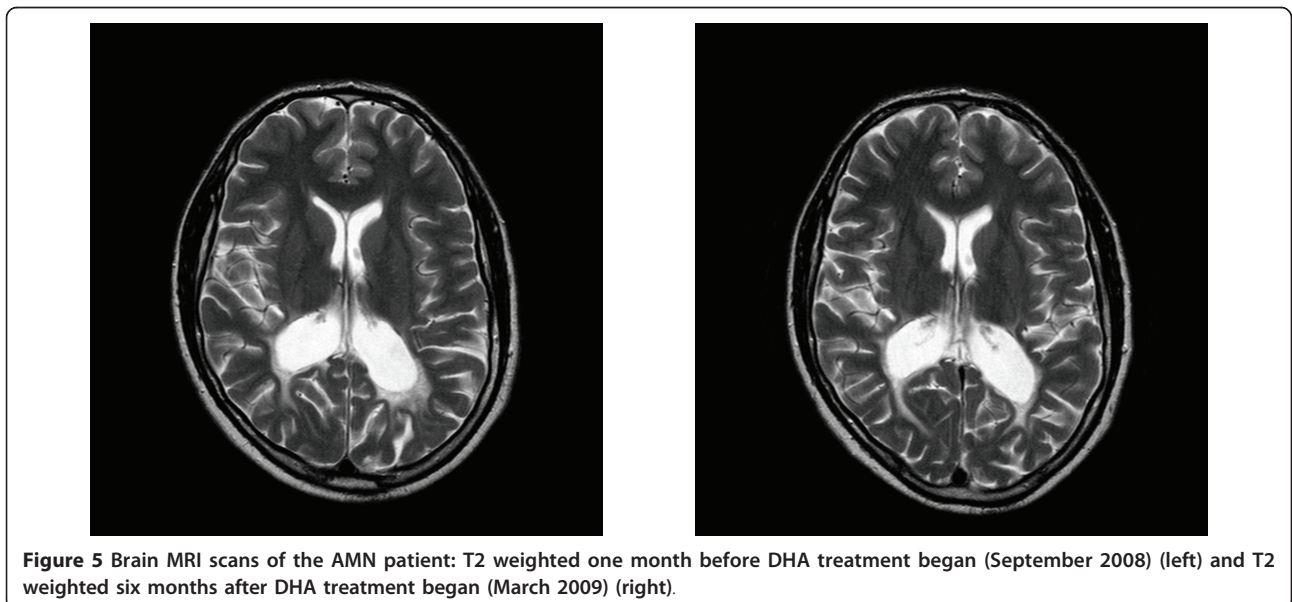 Figure 5 Brain MRI scans of the AMN patient: T2 weighted one month before DHA treatment began (September 2008) (left) and T2
weighted six months after DHA treatment began (March 2009) (right).